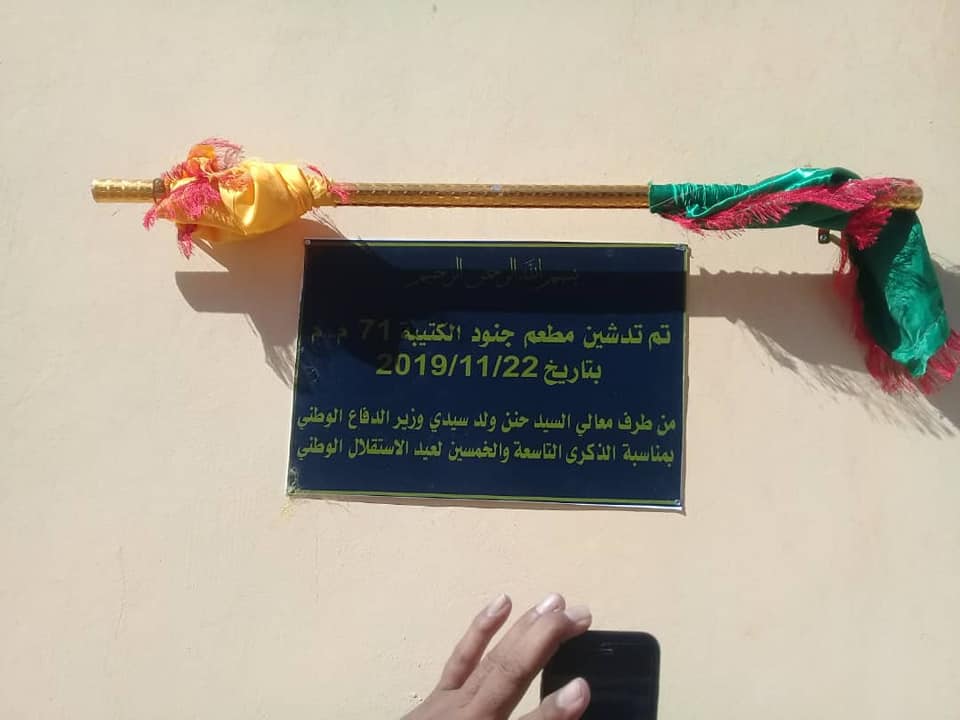 بسم الله الرحمن الرحيم
تم تدشين مطعم جنود الكتيبة 71 م.م
بتاريخ 2019/11/22
من طرف معالي السيد حنن ولد سيدي وزير الدفاع الوطني
بمناسبة الذكرى التاسعة والخمسين لعيد الاستقلال الوطني